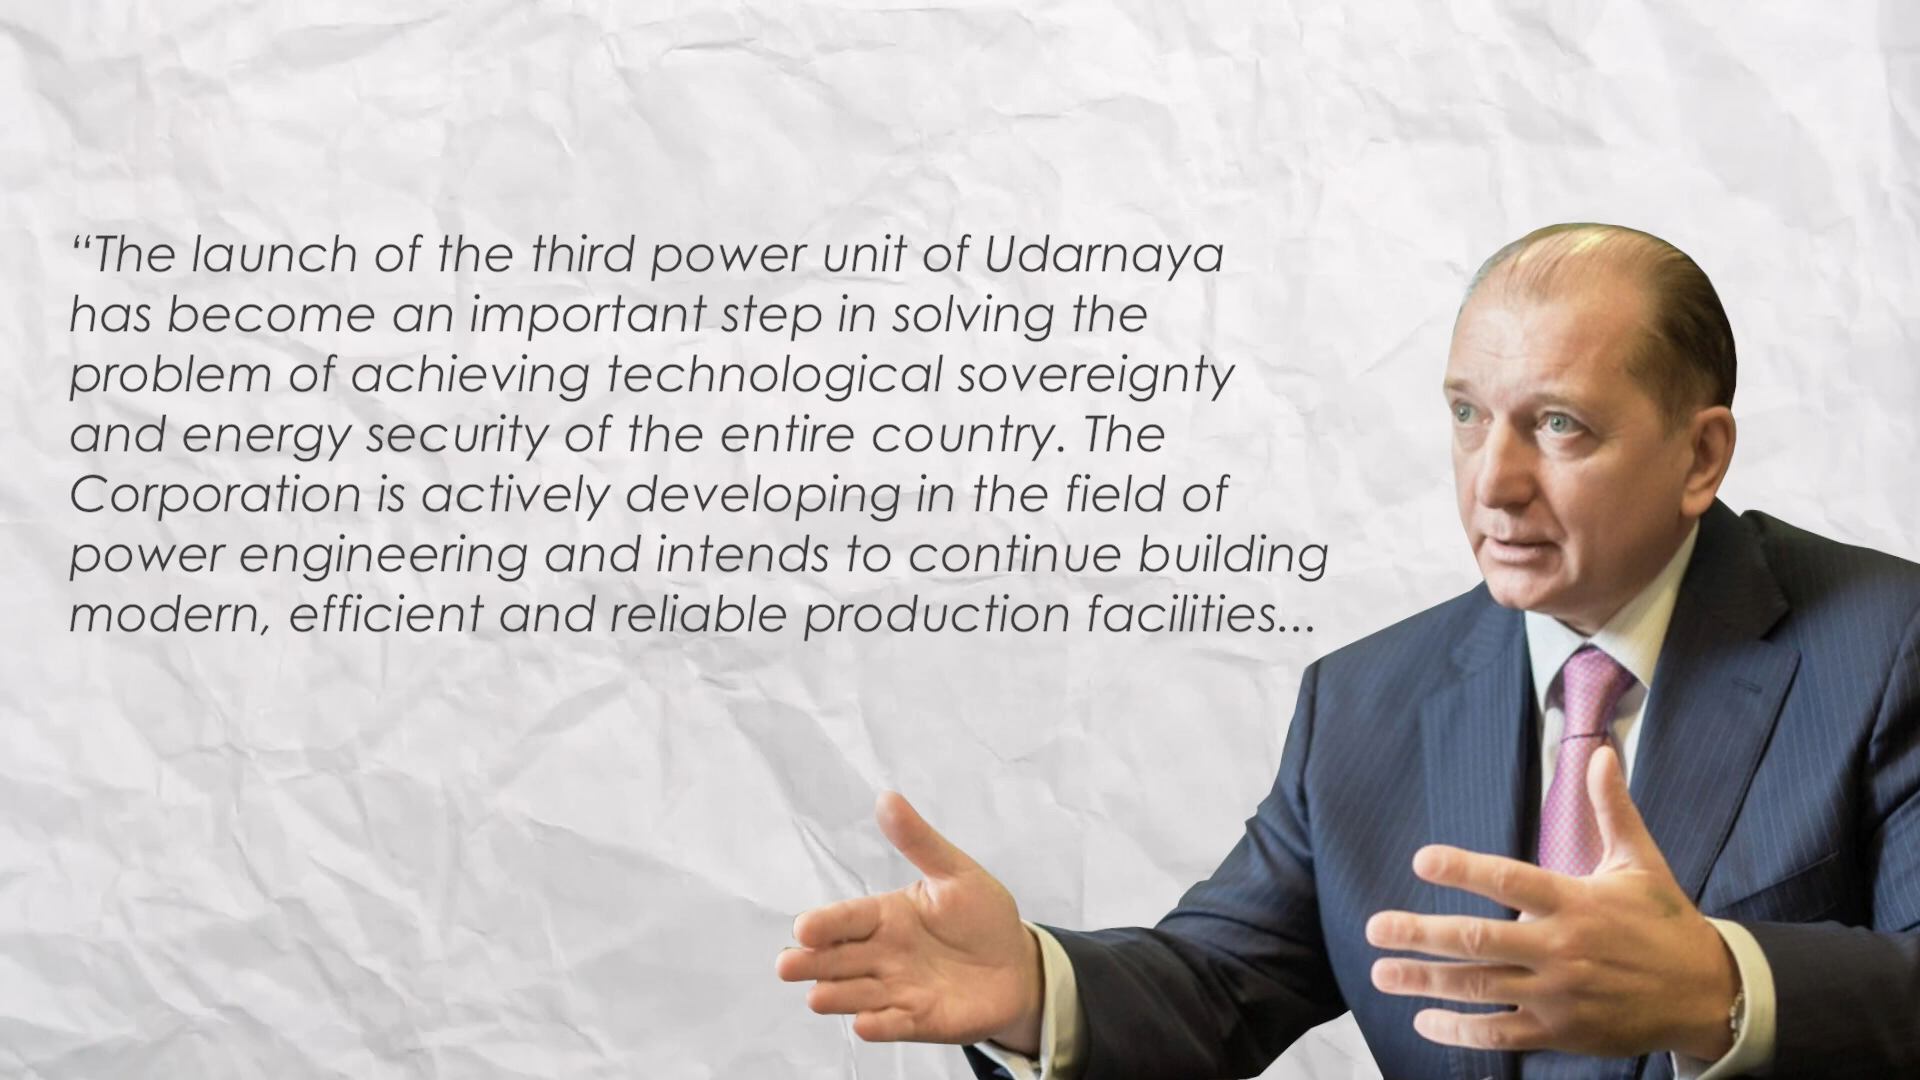 “The launch of the third power unit of Udarnaya
has become an important step in solving the
problem of achieving technological sovereignty
and energy security of the entire country. The
Corporation is actively developing in the field of
power engineering and intends to continue building
modern, efficient and reliable production facilities...